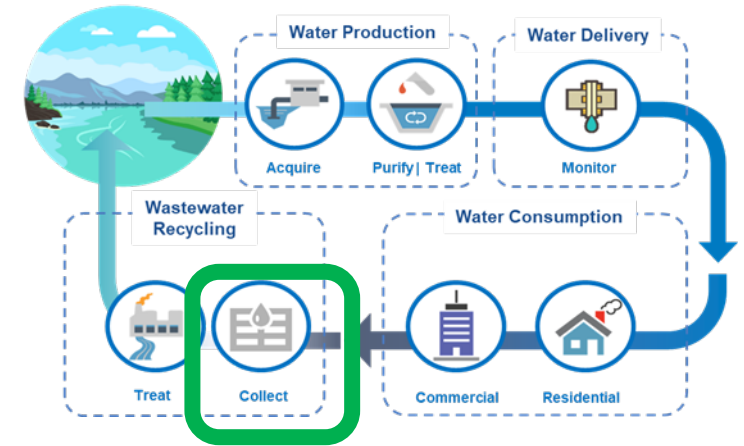 Water Production
Water Delivery
Acquire
Purify| Treat
Monitor
Wastewater
Recycling
Water Consumption
Treat
Collect
Commercial
Residential